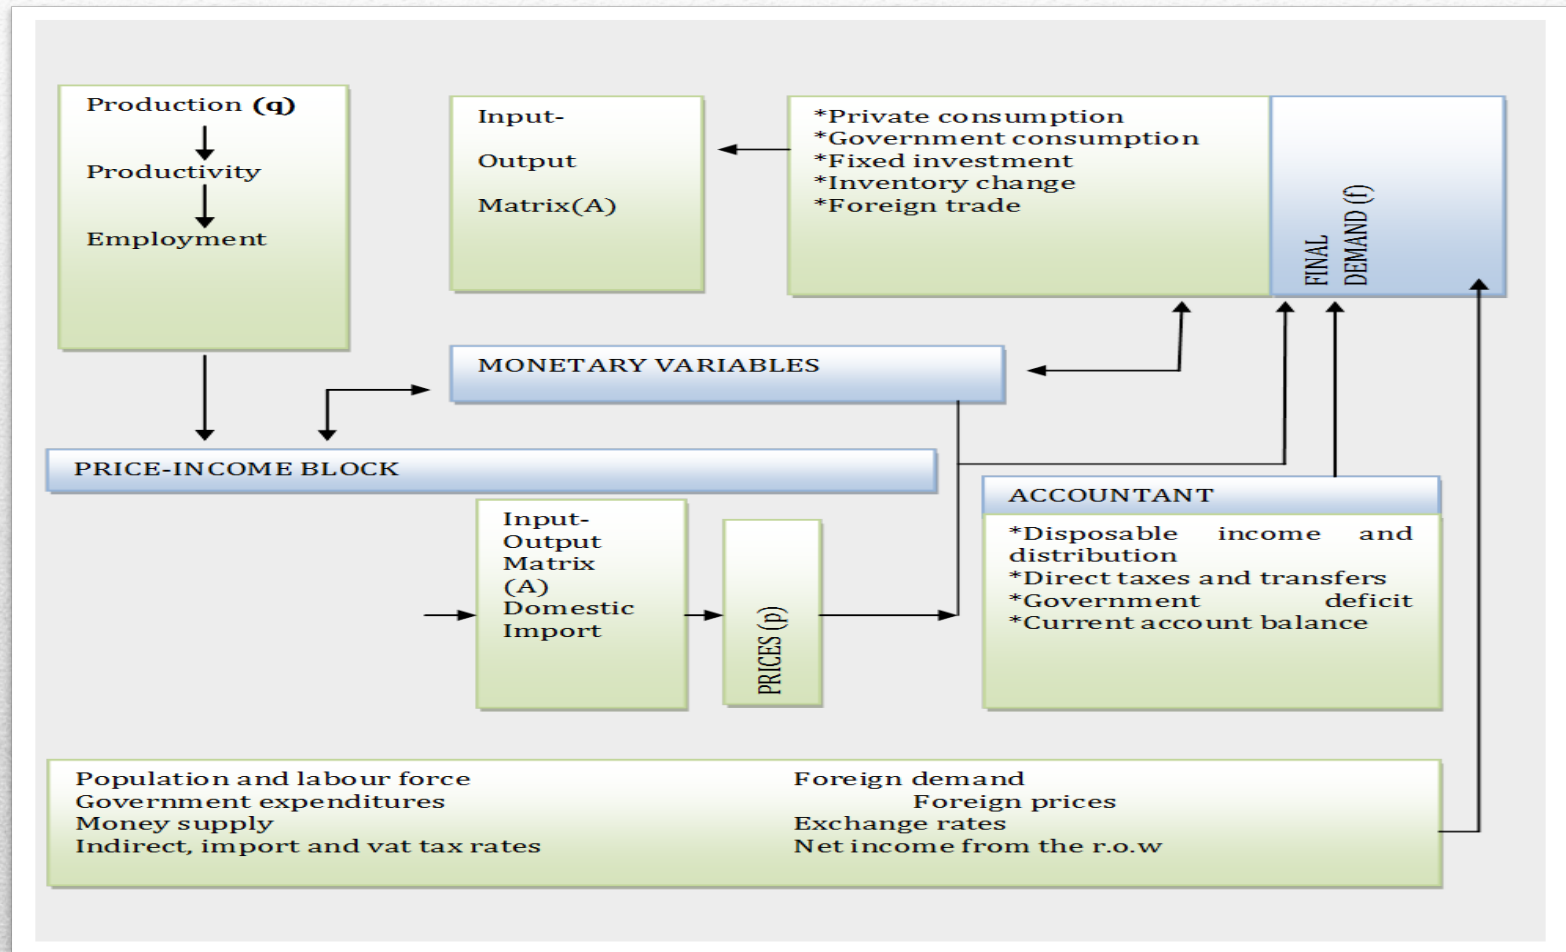 Production (q)
Productivity
Employment
Input-
Output
Matrix(A)
*Private consumption
*Government consumption
*Fixed investment
*Inventory change
*Foreign trade
FINAL
DEMAND (f)
MONETARY VARIABLES
PRICE-INCOME BLOCK
Input-
Output
Matrix
(A)
Domestic
Import
PRICES (p)
ACCOUNTANT
*Disposable income and
distribution
*Direct taxes and transfers
*Government deficit
*Current account balance
Population and labour force
Government expenditures
Money supply
Indirect, import and vat tax rates
Foreign demand
Foreign prices
Exchange rates
Net income from the r.o.w